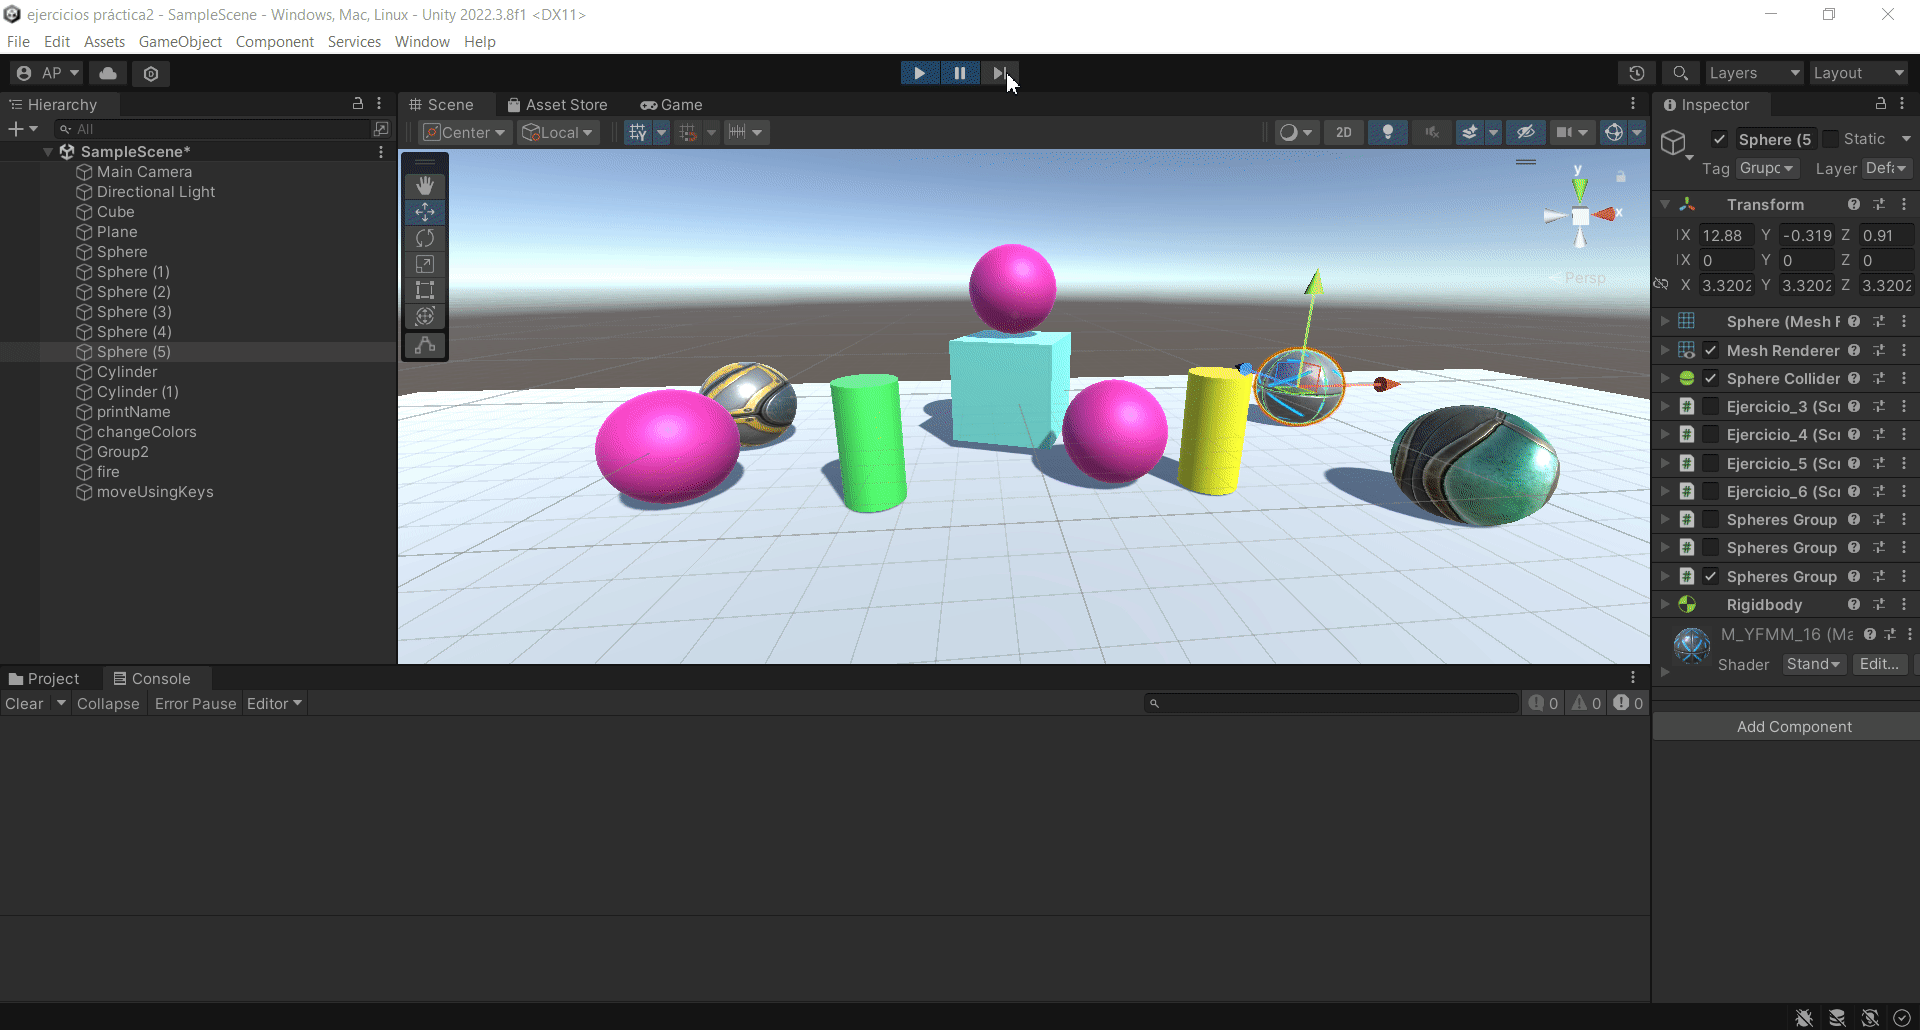 ejercicios práctica2 - SampleScene - Windows, Mac, Linux - Unity 2022.3.8f1 <DX11>
File Edit Assets GameObject Component Services Window Help
AP Layers Layout
Hierarchy
All
SampleScene*
Main Camera
Directional Light
Cube
Plane
Sphere
Sphere (1)
Sphere (2)
Sphere (3)
Sphere (4)
Sphere (5)
Cylinder
Cylinder (1)
printName
changeColors
Group2
fire
moveUsingKeys
Scene Asset Store Game
Center Local 2D
y
x
Persp
Inspector
Sphere (5 Static
Tag Grupc Layer Defa
Transform
X 12.88 Y -0.319 Z 0.91
X 0 Y 0 Z 0
X 3.3202 Y 3.3202 Z 3.3202
Sphere (Mesh F
Mesh Renderer
Sphere Collider
Ejercicio_3 (Scr
Ejercicio_4 (Scr
Ejercicio_5 (Scr
Ejercicio_6 (Scr
Spheres Group
Spheres Group
Spheres Group
Rigidbody
M_YFMM_16 (Ma
Shader Stand Edit...
Add Component
Project Console
Clear Collapse Error Pause Editor 0 0 0